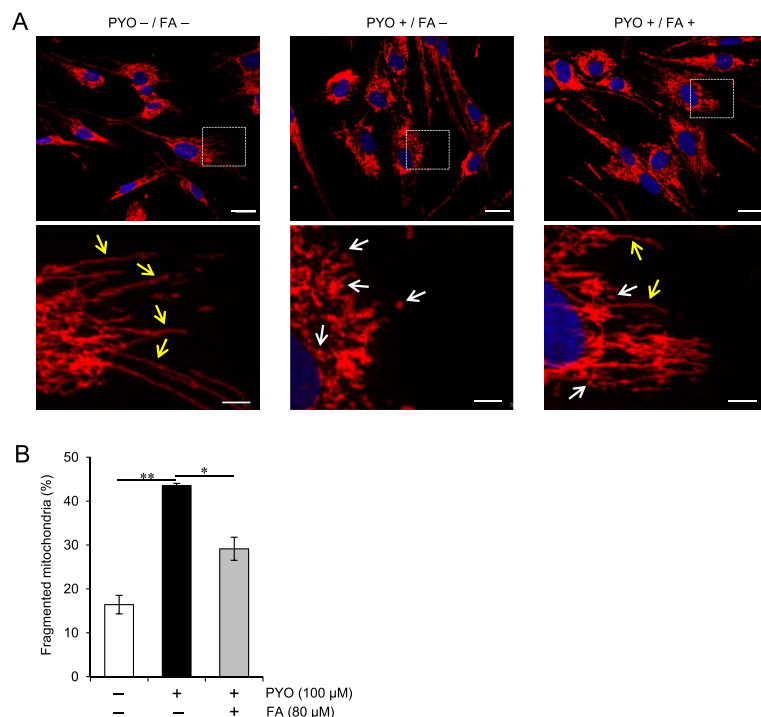 A
PYO – / FA –
PYO + / FA –
PYO + / FA +
B
Fragmented mitochondria (%)
50
40
30
20
10
0
** *
– + + PYO (100 µM)
– – + FA (80 µM)